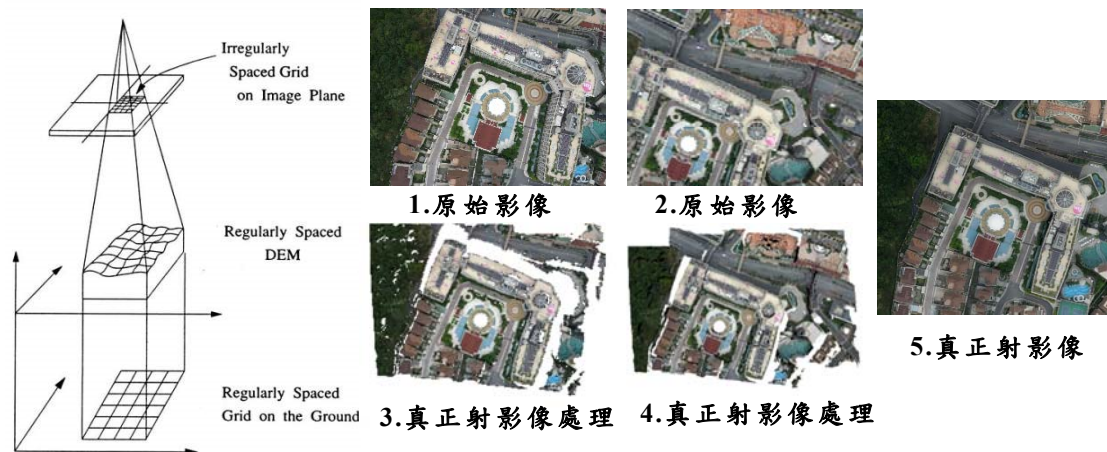 Irregularly
Spaced Grid
on Image Plane
Regularly Spaced
DEM
Regularly Spaced
Grid on the Ground
1.原始影像
2.原始影像
3.真正射影像處理
4.真正射影像處理
5.真正射影像